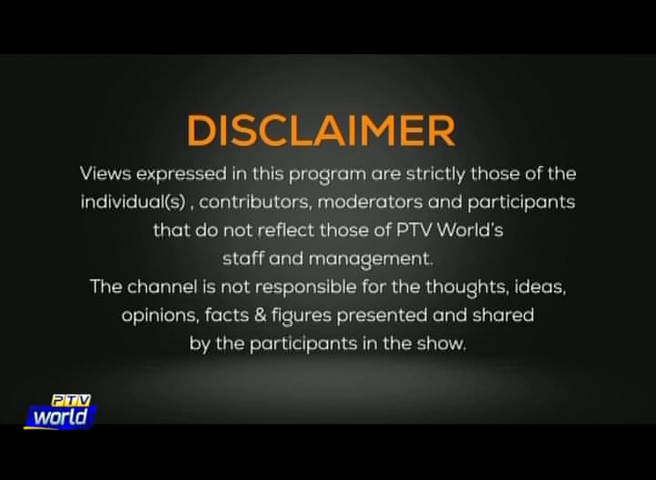 DISCLAIMER
Views expressed in this program are strictly those of the
individual(s) , contributors, moderators and participants
that do not reflect those of PTV World's
staff and management.
The channel is not responsible for the thoughts, ideas,
opinions, facts & figures presented and shared
by the participants in the show.
PTV
world